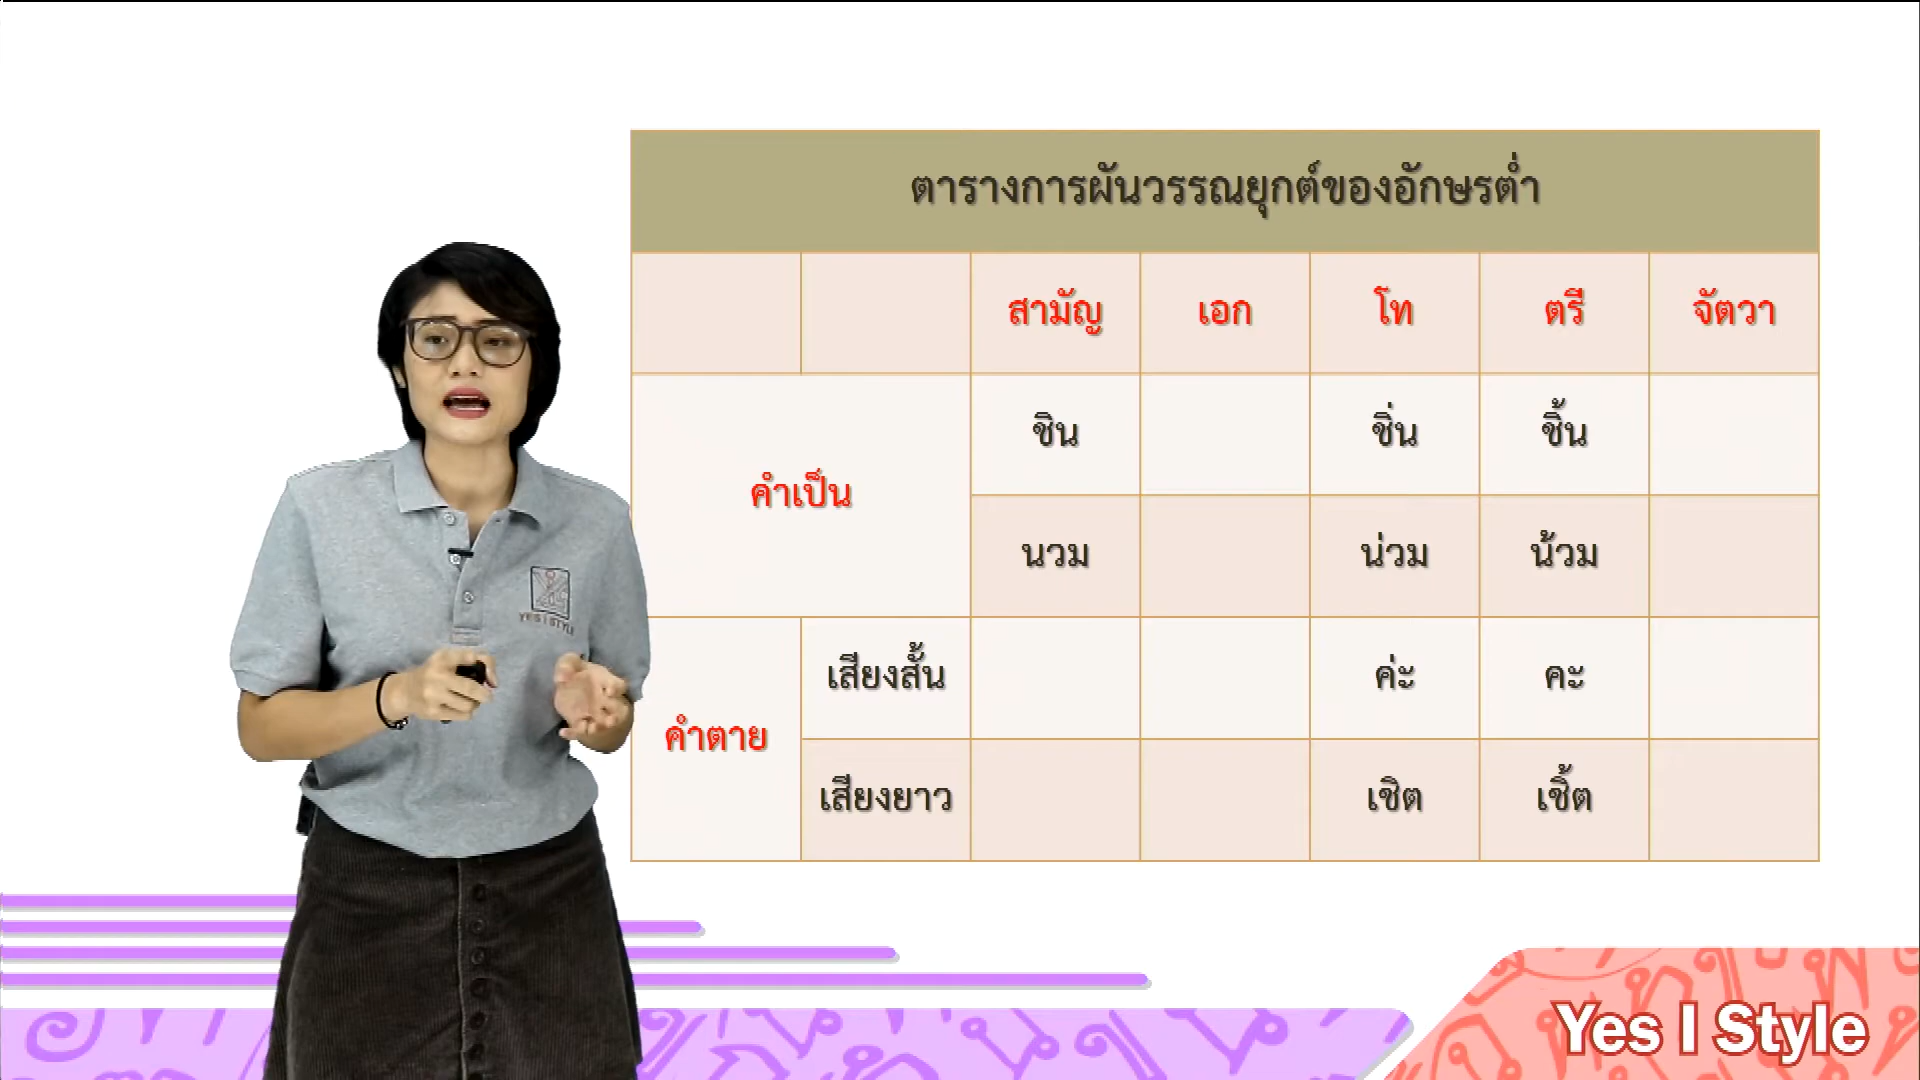 ตารางการผันวรรณยุกต์ของอักษรต่ำ
สามัญ เอก โท ตรี จัตวา
คำเป็น
ชิน ชิ่น ชิ้น
นวม น่วม น้วม
คำตาย
เสียงสั้น ค่ะ คะ
เสียงยาว เชิต เชิ้ต
YES I STYLE
Yes I Style